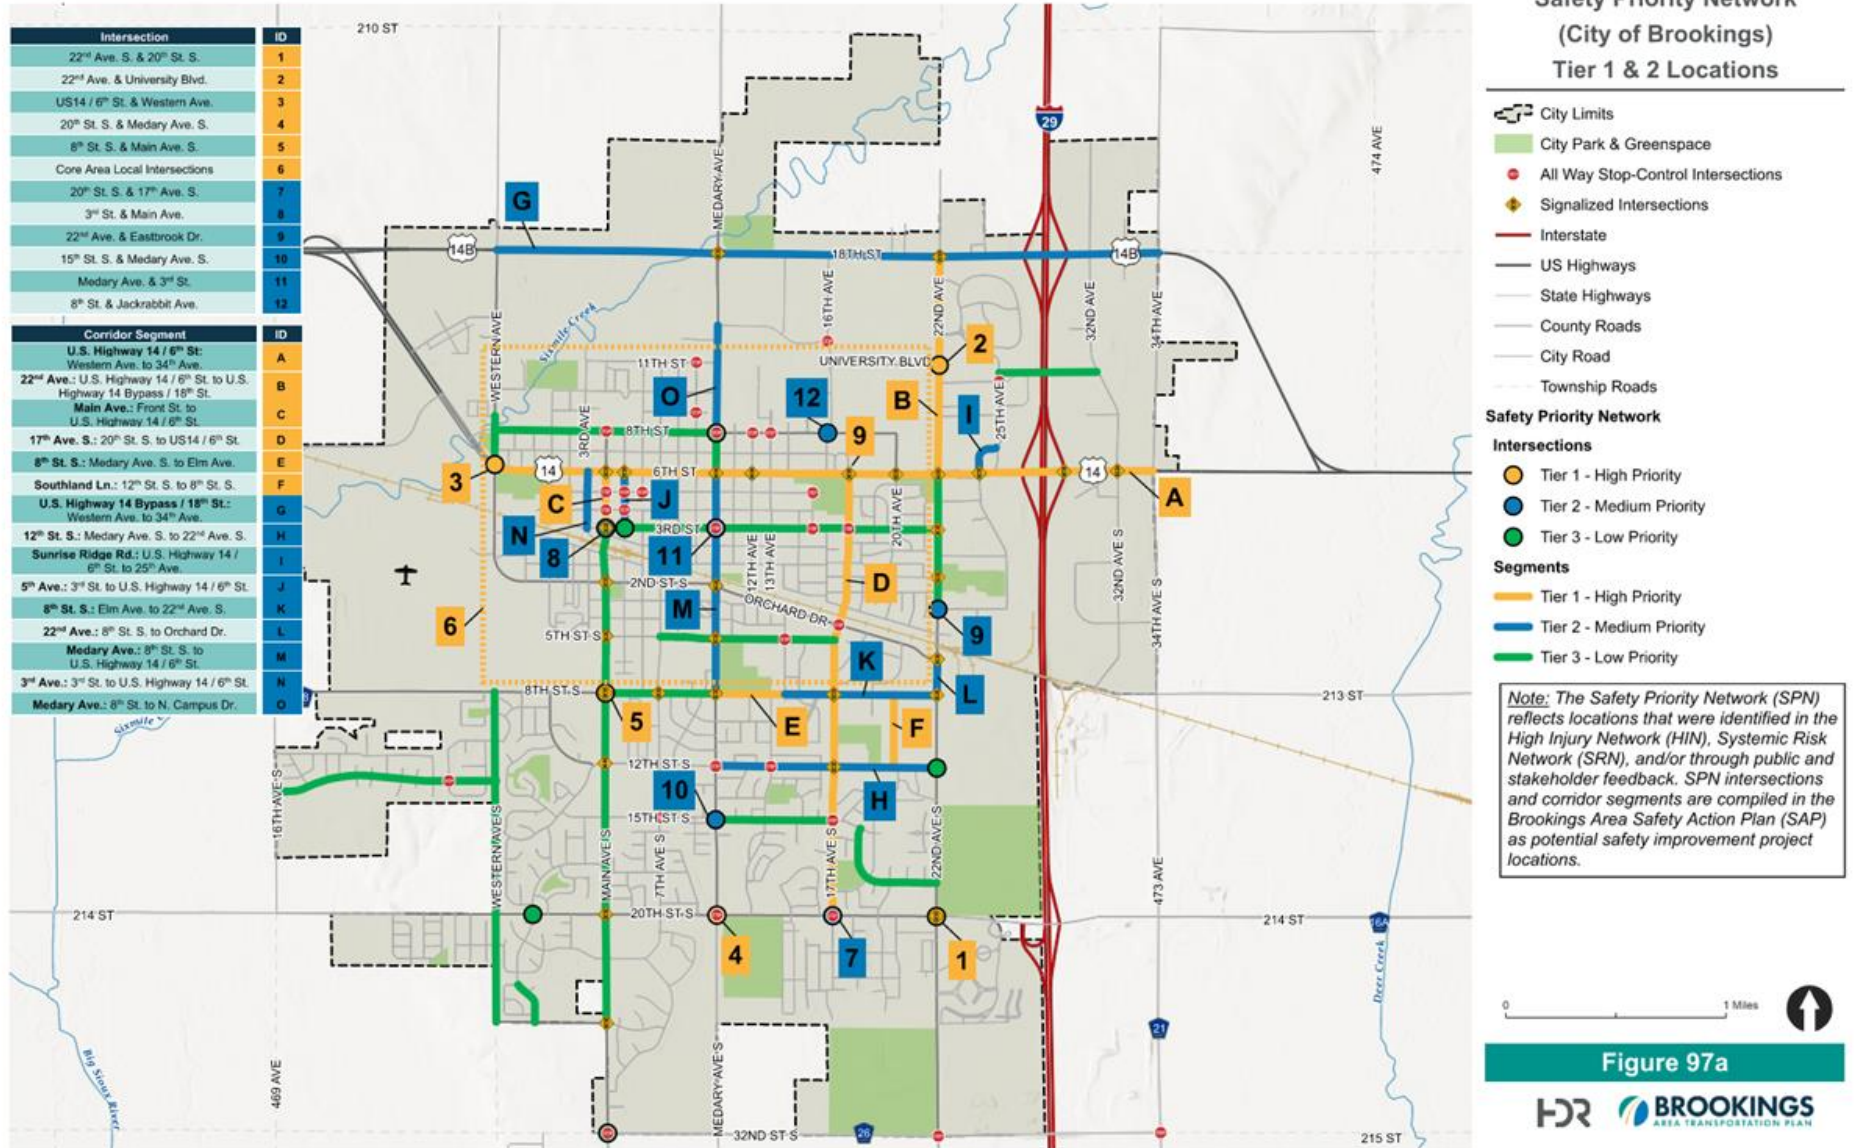 Safety Priority Network
(City of Brookings)
Tier 1 & 2 Locations
Intersection ID
22nd Ave. S. & 20th St. S. 1
22nd Ave. & University Blvd. 2
US14 / 6th St. & Western Ave. 3
20th St. S. & Medary Ave. S. 4
8th St. S. & Main Ave. S. 5
Core Area Local Intersections 6
20th St. S. & 17th Ave. S. 7
3rd St. & Main Ave. 8
22nd Ave. & Eastbrook Dr. 9
15th St. S. & Medary Ave. S. 10
Medary Ave. & 3rd St. 11
8th St. & Jackrabbit Ave. 12
Corridor Segment ID
U.S. Highway 14 / 6th St:
Western Ave. to 34th Ave. A
22nd Ave.: U.S. Highway 14 / 6th St. to U.S.
Highway 14 Bypass / 18th St. B
Main Ave.: Front St. to
U.S. Highway 14 / 6th St. C
17th Ave. S.: 20th St. S. to US14 / 6th St. D
8th St. S.: Medary Ave. S. to Elm Ave. E
Southland Ln.: 12th St. S. to 8th St. S. F
U.S. Highway 14 Bypass / 18th St.:
Western Ave. to 34th Ave. G
12th St. S.: Medary Ave. S. to 22nd Ave. S. H
Sunrise Ridge Rd.: U.S. Highway 14 /
6th St. to 25th Ave. I
5th Ave.: 3rd St. to U.S. Highway 14 / 6th St. J
8th St. S.: Elm Ave. to 22nd Ave. S. K
22nd Ave.: 8th St. S. to Orchard Dr. L
Medary Ave.: 8th St. S. to
U.S. Highway 14 / 6th St. M
3rd Ave.: 3rd St. to U.S. Highway 14 / 6th St. N
Medary Ave.: 8th St. to N. Campus Dr. O
210 ST
MEDARY AVE
29
474 AVE
G
14B
18TH ST
14B
Sixmile Creek
WESTERN AVE
16TH AVE
22ND AVE
32ND AVE
34TH AVE
11TH ST
UNIVERSITY BLVD
2
O
12
B
I
25TH AVE
3RD AVE
8TH ST
9
3
14
6TH ST
14
A
C
J
N
8
3RD ST
11
20TH AVE
12TH AVE
13TH AVE
D
32ND AVE S
34TH AVE S
2ND ST S
M
ORCHARD DR
6
5TH ST S
9
K
L
8TH ST S
213 ST
Sixmile C
5
E
F
12TH ST S
10
H
16TH AVE S
15TH ST S
WESTERN AVE S
MAIN AVE S
7TH AVE S
17TH AVE S
22ND AVE S
473 AVE
214 ST
20TH ST S
214 ST
16A
4
7
1
Deer Creek
21
Big Sioux River
469 AVE
MEDARY AVE S
32ND ST S
26
215 ST
City Limits
City Park & Greenspace
All Way Stop-Control Intersections
Signalized Intersections
Interstate
US Highways
State Highways
County Roads
City Road
Township Roads
Safety Priority Network
Intersections
Tier 1 - High Priority
Tier 2 - Medium Priority
Tier 3 - Low Priority
Segments
Tier 1 - High Priority
Tier 2 - Medium Priority
Tier 3 - Low Priority
Note: The Safety Priority Network (SPN)
reflects locations that were identified in the
High Injury Network (HIN), Systemic Risk
Network (SRN), and/or through public and
stakeholder feedback. SPN intersections
and corridor segments are compiled in the
Brookings Area Safety Action Plan (SAP)
as potential safety improvement project
locations.
0 1 Miles
Figure 97a
HDR
BROOKINGS
AREA TRANSPORTATION PLAN